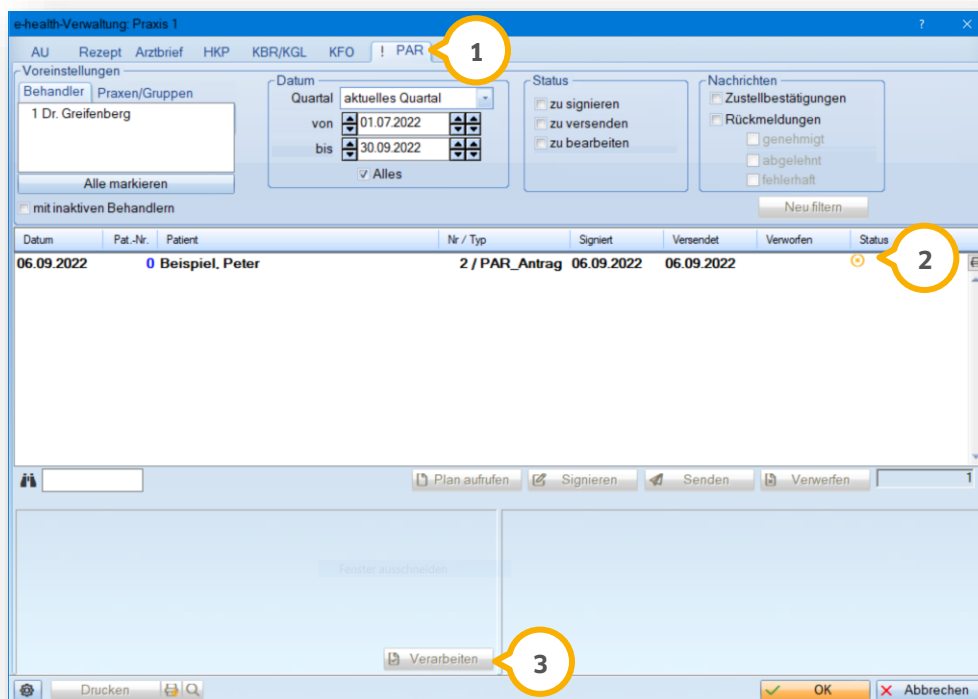 e-health-Verwaltung: Praxis 1 ? ×
AU Rezept Arztbrief HKP KBR/KGL KFO ! PAR 1
Voreinstellungen
Behandler Praxen/Gruppen
1 Dr. Greifenberg
Alle markieren
mit inaktiven Behandlern
Datum
Quartal aktuelles Quartal
von 01.07.2022
bis 30.09.2022
Alles
Status
zu signieren
zu versenden
zu bearbeiten
Nachrichten
Zustellbestätigungen
Rückmeldungen
genehmigt
abgelehnt
fehlerhaft
Neu filtern
Datum Pat.-Nr. Patient Nr / Typ Signiert Versendet Verworfen Status
06.09.2022 0 Beispiel, Peter 2 / PAR_Antrag 06.09.2022 06.09.2022 2
Plan aufrufen Signieren Senden Verwerfen 1
Fenster ausschneiden
Verarbeiten 3
Drucken OK Abbrechen